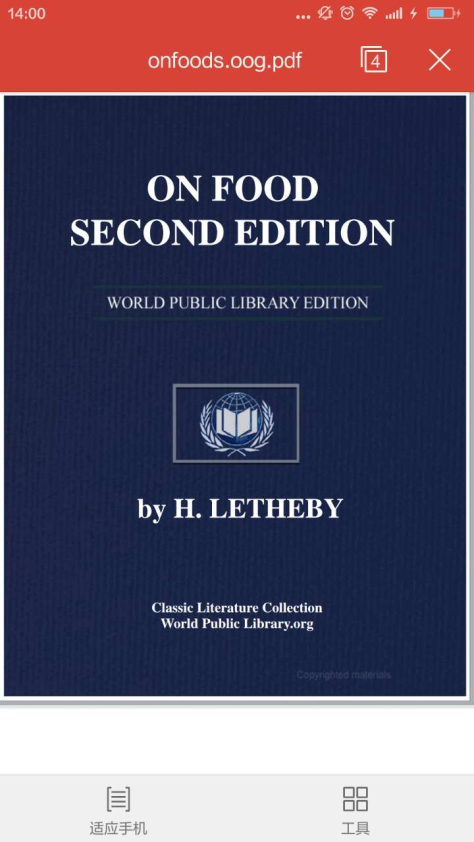 14:00
onfoods.oog.pdf
4
ON FOOD
SECOND EDITION
WORLD PUBLIC LIBRARY EDITION
by H. LETHEBY
Classic Literature Collection
World Public Library.org
Copyrighted materials
适应手机
工具